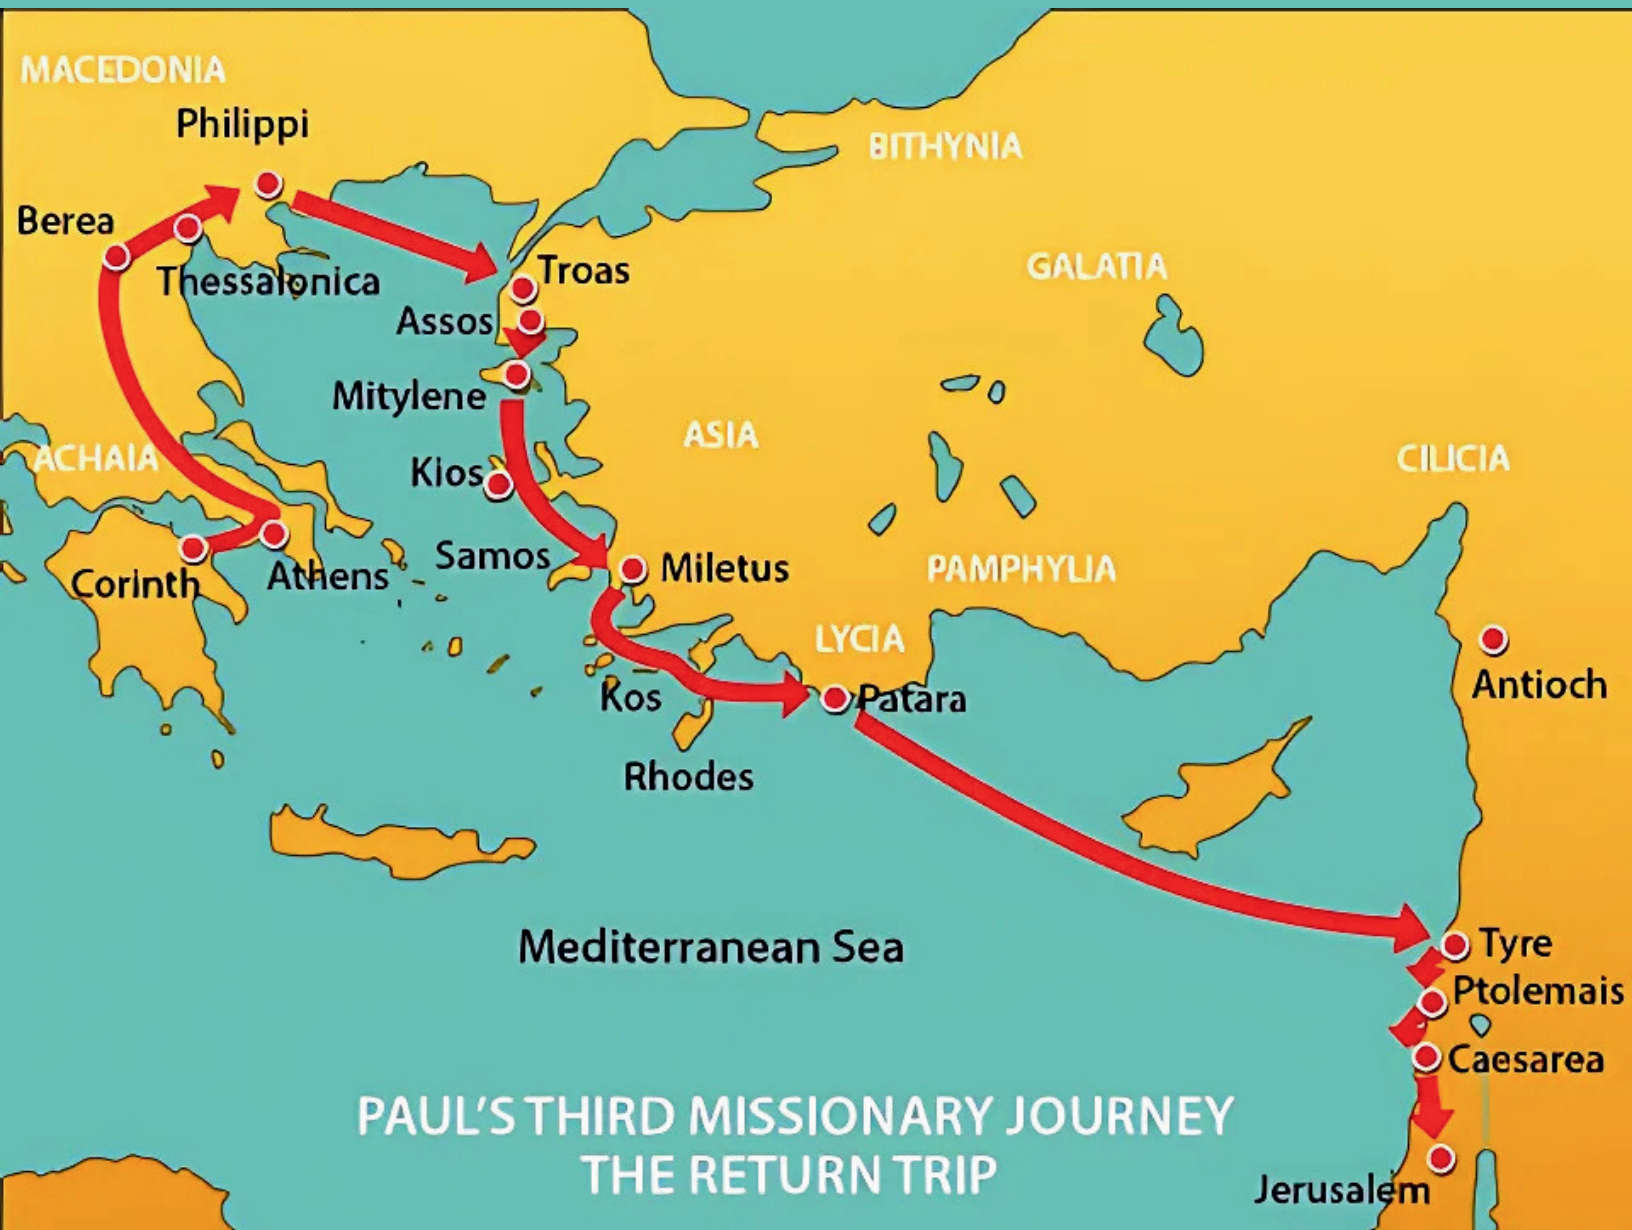 MACEDONIA
Philippi
BITHYNIA
Berea
Thessalonica
Troas
GALATIA
Assos
Mitylene
ASIA
ACHAIA
Kios
CILICIA
Samos
Miletus
PAMPHYLIA
Corinth
Athens
LYCIA
Antioch
Kos
Patara
Rhodes
Mediterranean Sea
Tyre
Ptolemais
Caesarea
PAUL'S THIRD MISSIONARY JOURNEY
THE RETURN TRIP
Jerusalem